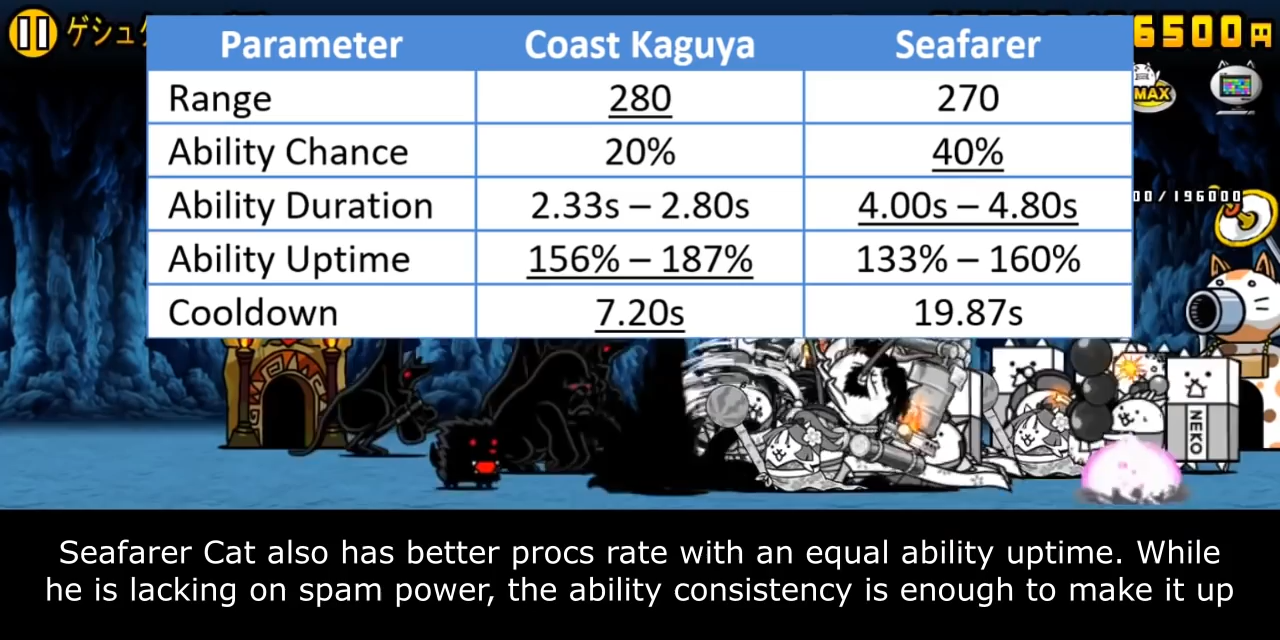 ゲシュ
6500円
Parameter Coast Kaguya Seafarer
MAX
Range 280 270
Ability Chance 20% 40%
Ability Duration 2.33s – 2.80s 4.00s – 4.80s
00/196000
Ability Uptime 156% – 187% 133% – 160%
Cooldown 7.20s 19.87s
NEKO
Seafarer Cat also has better procs rate with an equal ability uptime. While
he is lacking on spam power, the ability consistency is enough to make it up